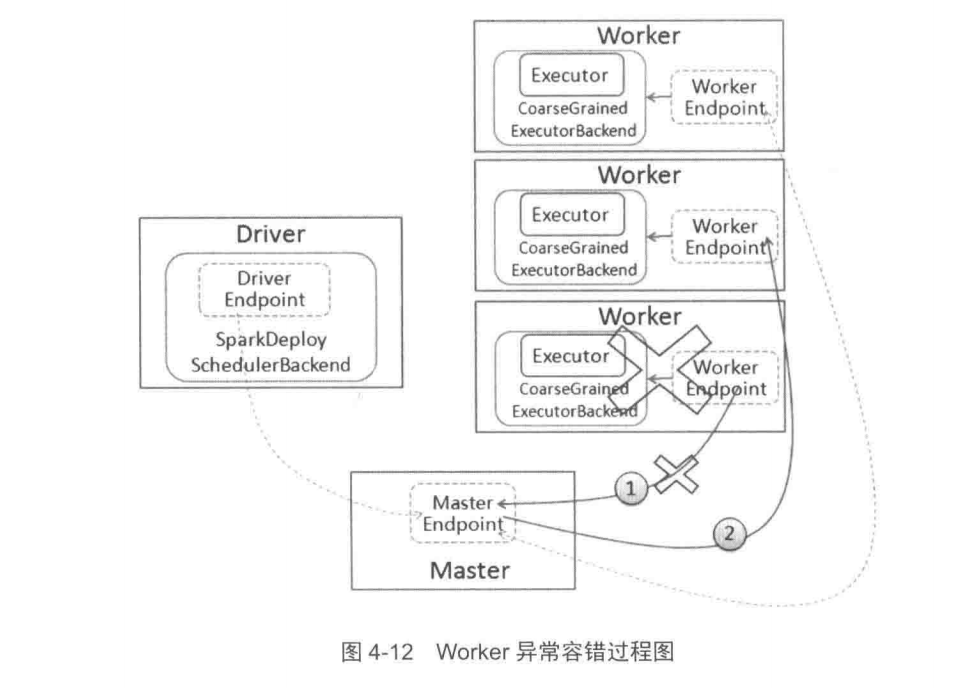 Worker
Executor
CoarseGrained
ExecutorBackend
Worker
Endpoint
Worker
Executor
CoarseGrained
ExecutorBackend
Worker
Endpoint
Driver
Driver
Endpoint
SparkDeploy
SchedulerBackend
Worker
Executor
CoarseGrained
ExecutorBackend
Worker
Endpoint
1
Master
Endpoint
2
Master
图 4-12 Worker 异常容错过程图